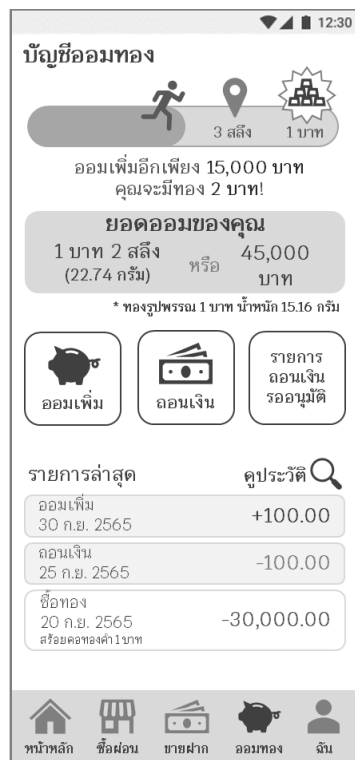 12:30
บัญชีออมทอง
3 สลึง
1 บาท
ออมเพิ่มอีกเพียง 15,000 บาท
คุณจะมีทอง 2 บาท!
ยอดออมของคุณ
1 บาท 2 สลึง
(22.74 กรัม)
หรือ
45,000
บาท
* ทองรูปพรรณ 1 บาท น้ำหนัก 15.16 กรัม
ออมเพิ่ม
ถอนเงิน
รายการ
ถอนเงิน
รออนุมัติ
รายการล่าสุด
ดูประวัติ
ออมเพิ่ม
30 ก.ย. 2565
+100.00
ถอนเงิน
25 ก.ย. 2565
-100.00
ซื้อทอง
20 ก.ย. 2565
สร้อยคอทองคำ 1 บาท
-30,000.00
หน้าหลัก
ซื้อผ่อน
ขายฝาก
ออมทอง
ฉัน